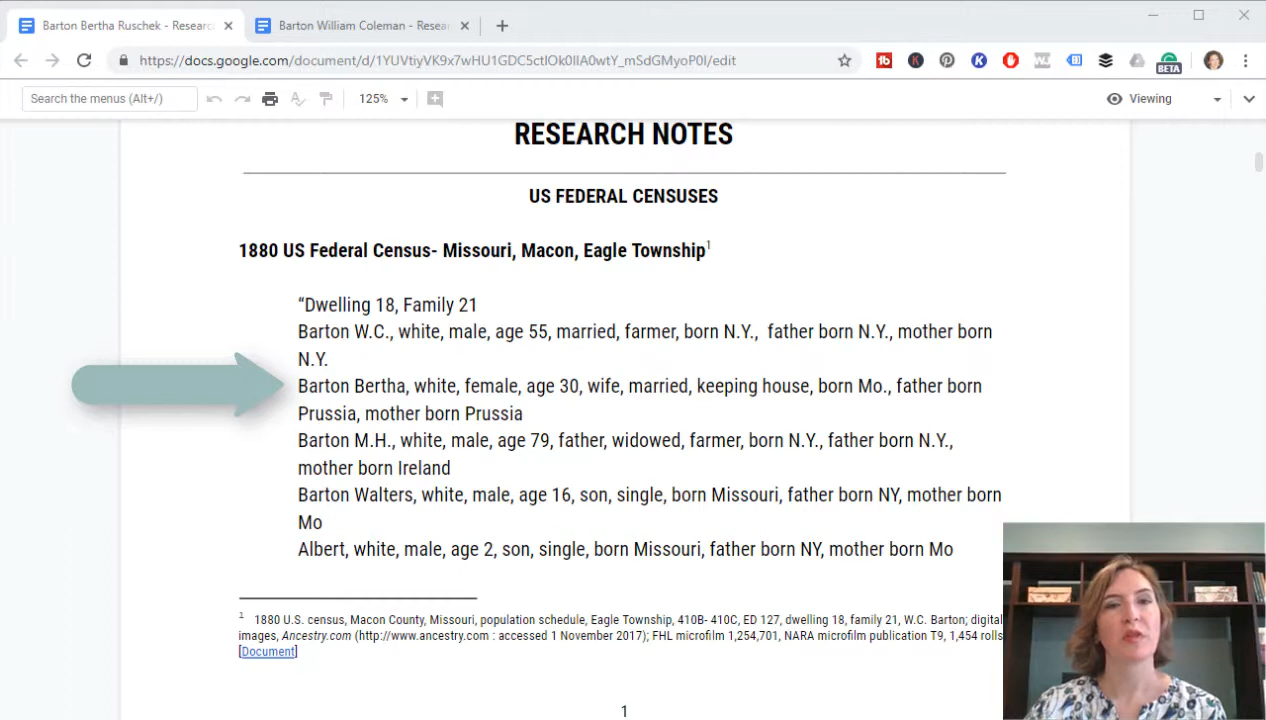 Barton Bertha Ruschek - Researc
Barton William Coleman - Resea
https://docs.google.com/document/d/1YUVtiyVK9x7wHU1GDC5ctIOk0lIA0wtY_mSdGMyoP0I/edit
BETA
Search the menus (Alt+/)
125%
Viewing
RESEARCH NOTES
US FEDERAL CENSUSES
1880 US Federal Census- Missouri, Macon, Eagle Township1
“Dwelling 18, Family 21
Barton W.C., white, male, age 55, married, farmer, born N.Y., father born N.Y., mother born
N.Y.
Barton Bertha, white, female, age 30, wife, married, keeping house, born Mo., father born
Prussia, mother born Prussia
Barton M.H., white, male, age 79, father, widowed, farmer, born N.Y., father born N.Y.,
mother born Ireland
Barton Walters, white, male, age 16, son, single, born Missouri, father born NY, mother born
Mo
Albert, white, male, age 2, son, single, born Missouri, father born NY, mother born Mo
1 1880 U.S. census, Macon County, Missouri, population schedule, Eagle Township, 410B- 410C, ED 127, dwelling 18, family 21, W.C. Barton; digital
images, Ancestry.com (http://www.ancestry.com : accessed 1 November 2017); FHL microfilm 1,254,701, NARA microfilm publication T9, 1,454 rolls
[Document]
1